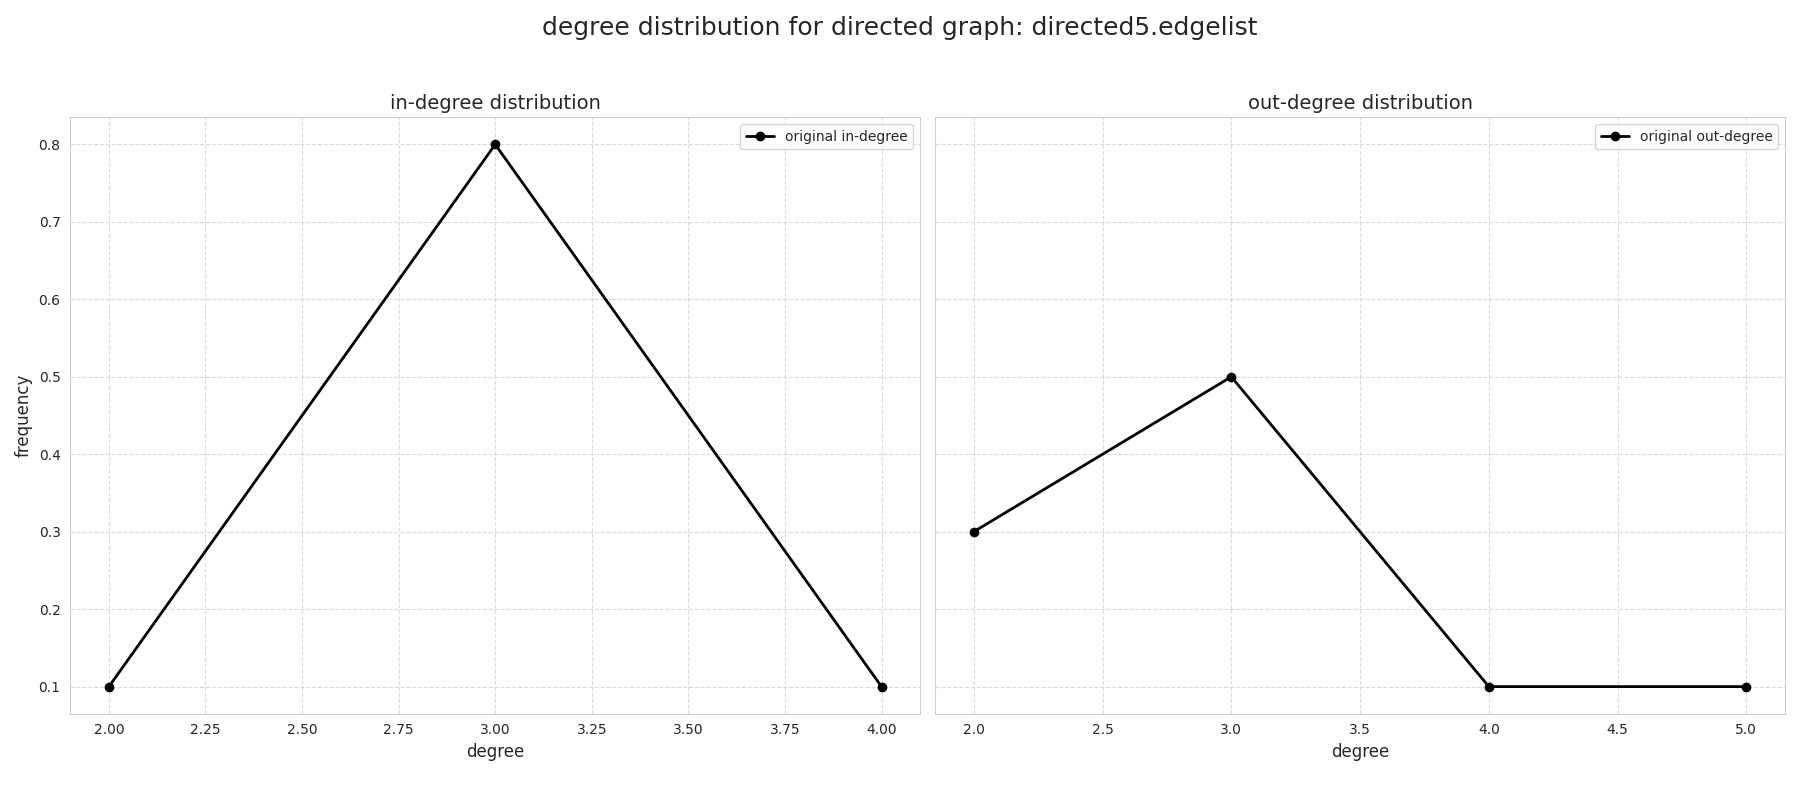 degree distribution for directed graph: directed5.edgelist
in-degree distribution
original in-degree
0.8
0.7
0.6
0.5
0.4
0.3
0.2
0.1
frequency
2.00 2.25 2.50 2.75 3.00 3.25 3.50 3.75 4.00
degree
out-degree distribution
original out-degree
2.0 2.5 3.0 3.5 4.0 4.5 5.0
degree